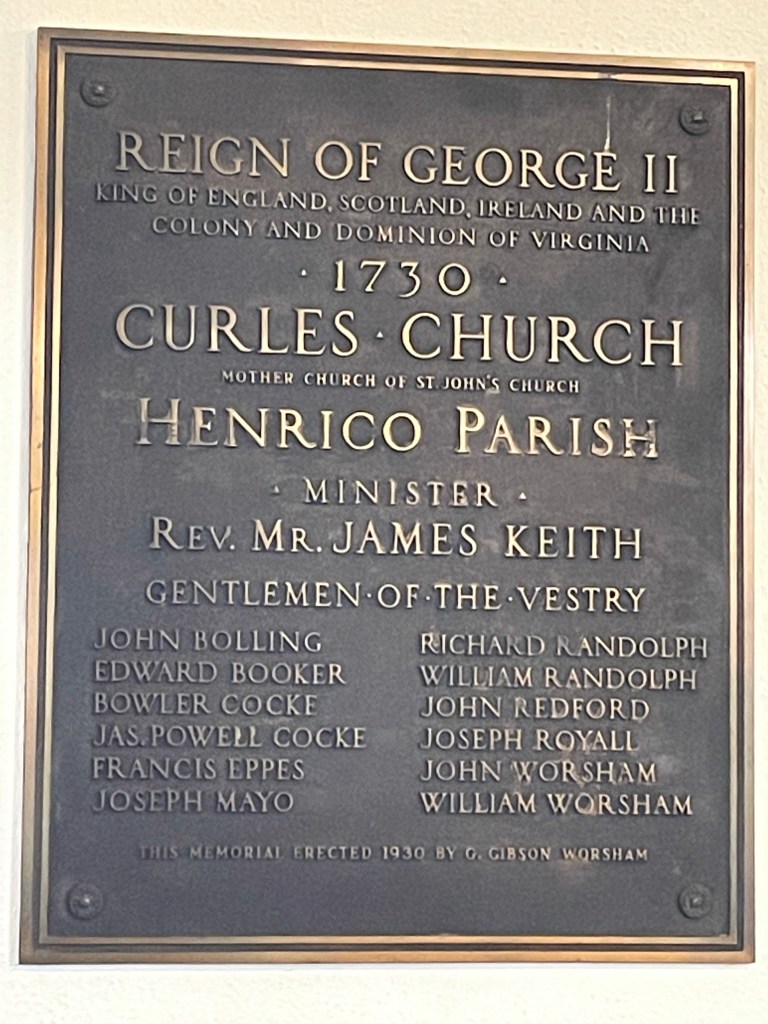 REIGN OF GEORGE II
KING OF ENGLAND, SCOTLAND, IRELAND AND THE
COLONY AND DOMINION OF VIRGINIA
· 1730 ·
CURLES · CHURCH
MOTHER CHURCH OF ST. JOHN'S CHURCH
HENRICO PARISH
· MINISTER ·
REV. MR. JAMES KEITH
GENTLEMEN·OF·THE·VESTRY
JOHN BOLLING
EDWARD BOOKER
BOWLER COCKE
JAS. POWELL COCKE
FRANCIS EPPES
JOSEPH MAYO
RICHARD RANDOLPH
WILLIAM RANDOLPH
JOHN REDFORD
JOSEPH ROYALL
JOHN WORSHAM
WILLIAM WORSHAM
THIS MEMORIAL ERECTED 1930 BY G. GIBSON WORSHAM